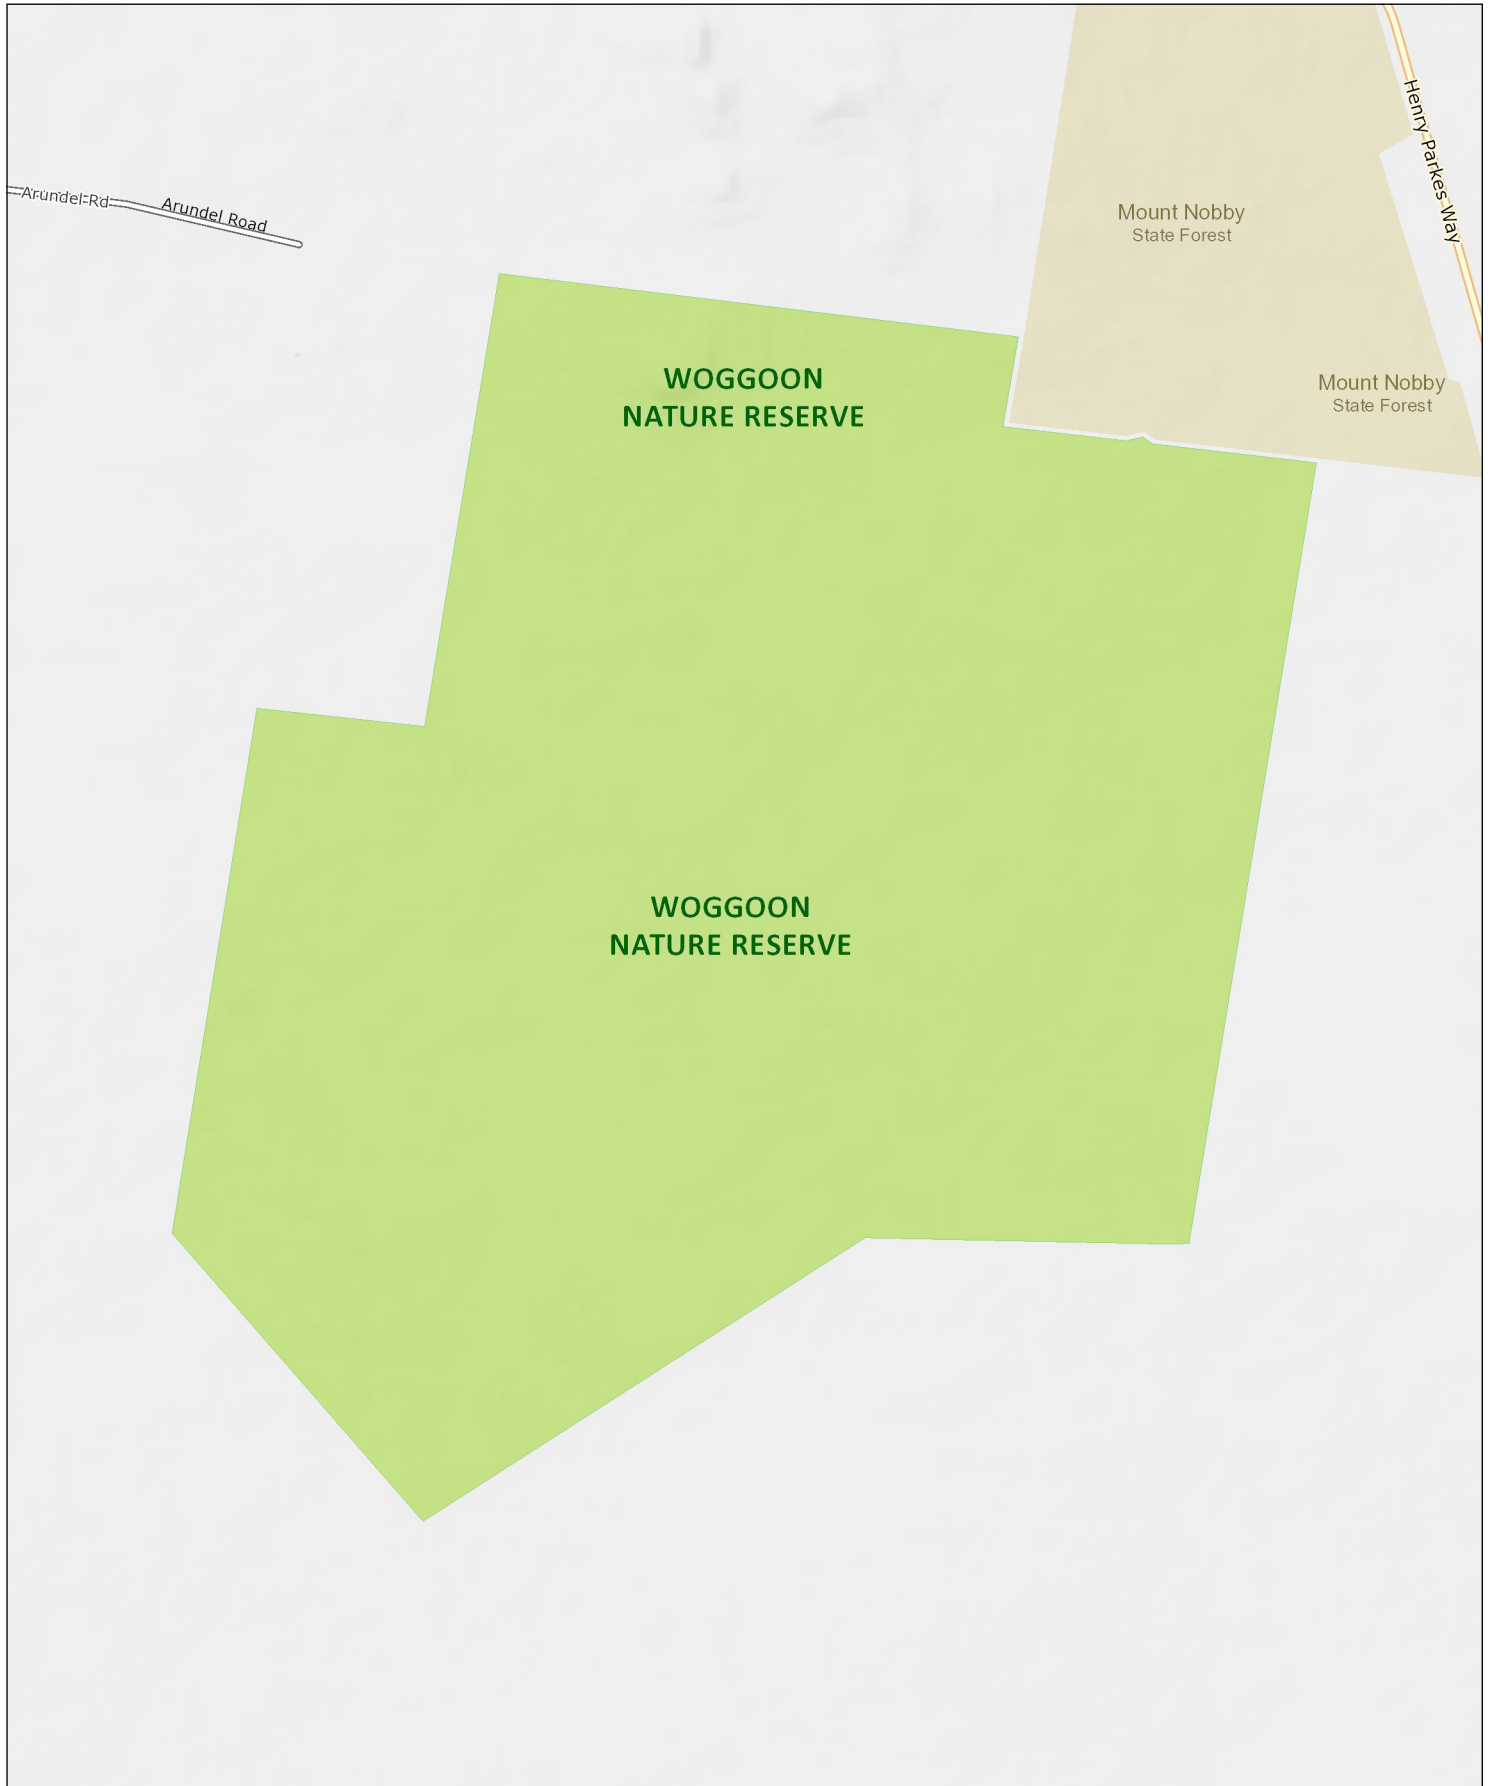 Henry Parkes Way
Arundel Rd
Arundel Road
Mount Nobby
State Forest
WOGGOON
NATURE RESERVE
Mount Nobby
State Forest
WOGGOON
NATURE RESERVE